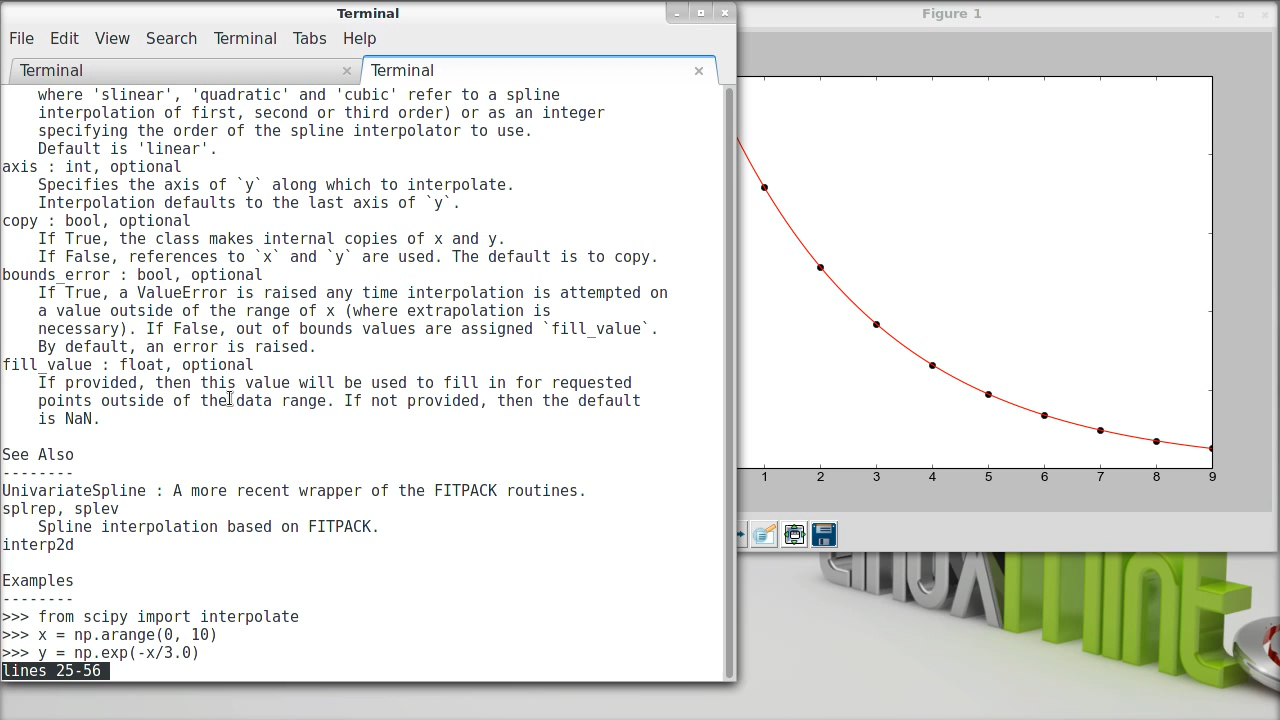 Terminal
File Edit View Search Terminal Tabs Help
Terminal
Terminal
where 'slinear', 'quadratic' and 'cubic' refer to a spline
interpolation of first, second or third order) or as an integer
specifying the order of the spline interpolator to use.
Default is 'linear'.
axis : int, optional
Specifies the axis of `y` along which to interpolate.
Interpolation defaults to the last axis of `y`.
copy : bool, optional
If True, the class makes internal copies of x and y.
If False, references to `x` and `y` are used. The default is to copy.
bounds_error : bool, optional
If True, a ValueError is raised any time interpolation is attempted on
a value outside of the range of x (where extrapolation is
necessary). If False, out of bounds values are assigned `fill_value`.
By default, an error is raised.
fill_value : float, optional
If provided, then this value will be used to fill in for requested
points outside of the data range. If not provided, then the default
is NaN.
See Also
--------
UnivariateSpline : A more recent wrapper of the FITPACK routines.
splrep, splev
Spline interpolation based on FITPACK.
interp2d
Examples
--------
>>> from scipy import interpolate
>>> x = np.arange(0, 10)
>>> y = np.exp(-x/3.0)
lines 25-56
Figure 1
1 2 3 4 5 6 7 8 9
linuxmint